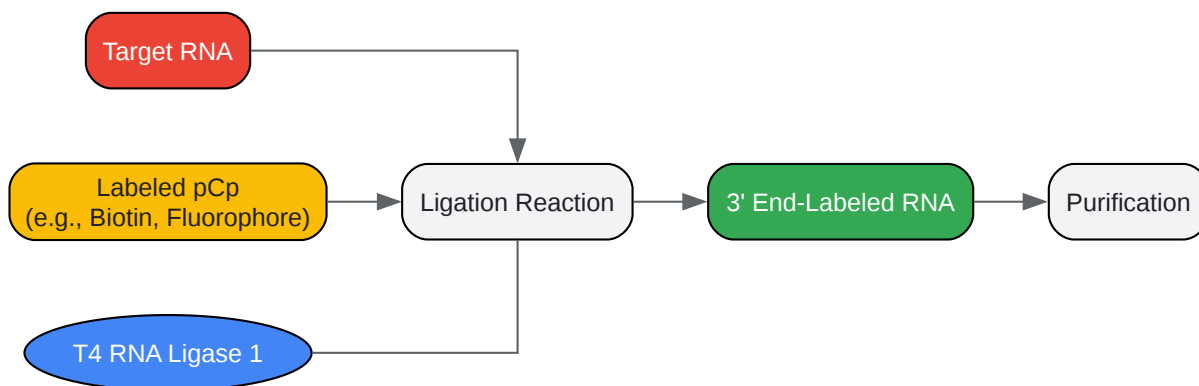 Target RNA
Labeled pCp
(e.g., Biotin, Fluorophore)
Ligation Reaction
3' End-Labeled RNA
Purification
T4 RNA Ligase 1